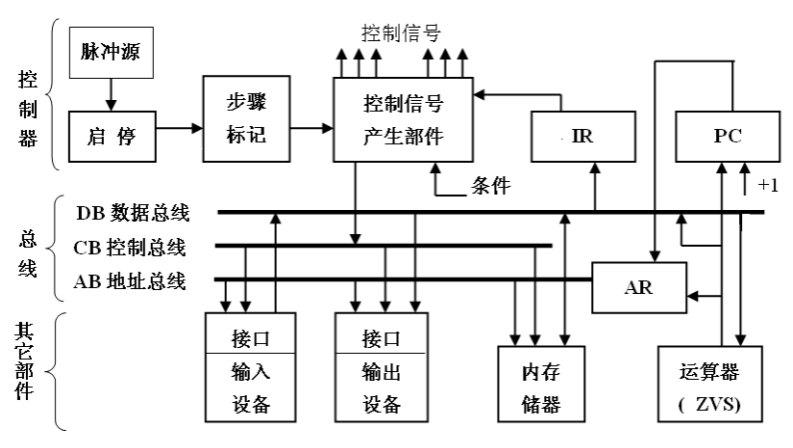 控制信号
控制器
脉冲源
启 停
步骤
标记
控制信号
产生部件
IR
PC
条件
+1
总线
DB 数据总线
CB 控制总线
AB 地址总线
AR
其它部件
接口
输入
设备
接口
输出
设备
内存
储器
运算器
( ZVS)